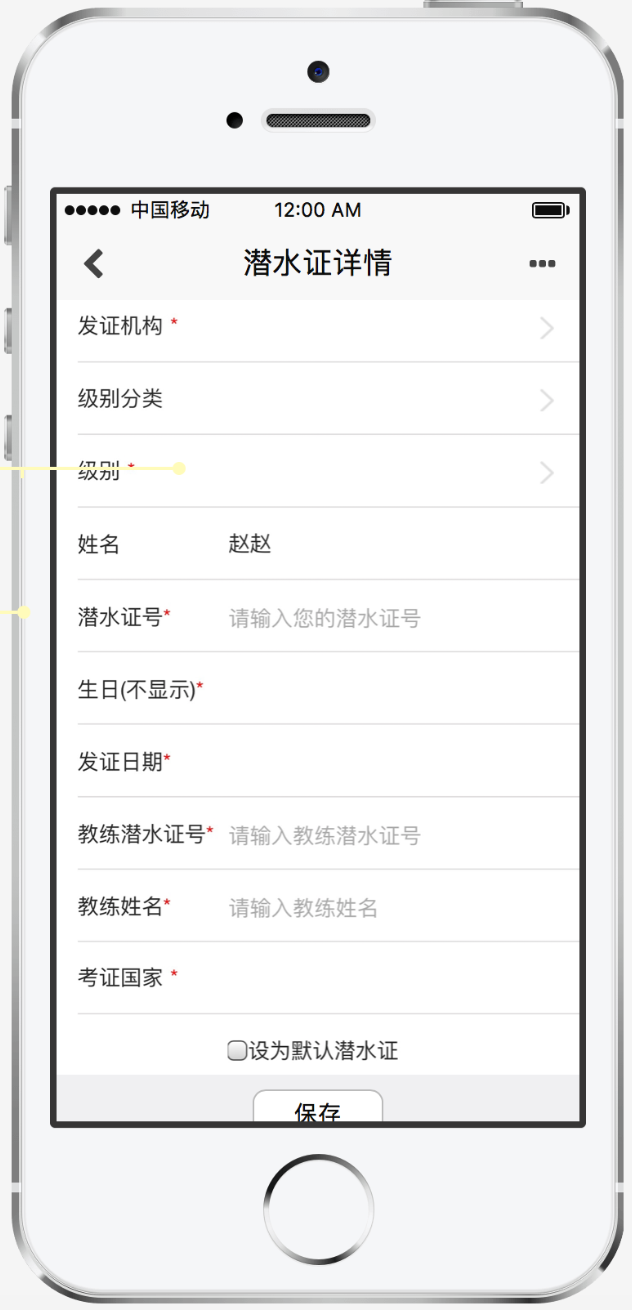 中国移动 12:00 AM
潜水证详情
发证机构 *
级别分类
级别 *
姓名 赵赵
潜水证号* 请输入您的潜水证号
生日(不显示)*
发证日期*
教练潜水证号* 请输入教练潜水证号
教练姓名* 请输入教练姓名
考证国家 *
设为默认潜水证
保存